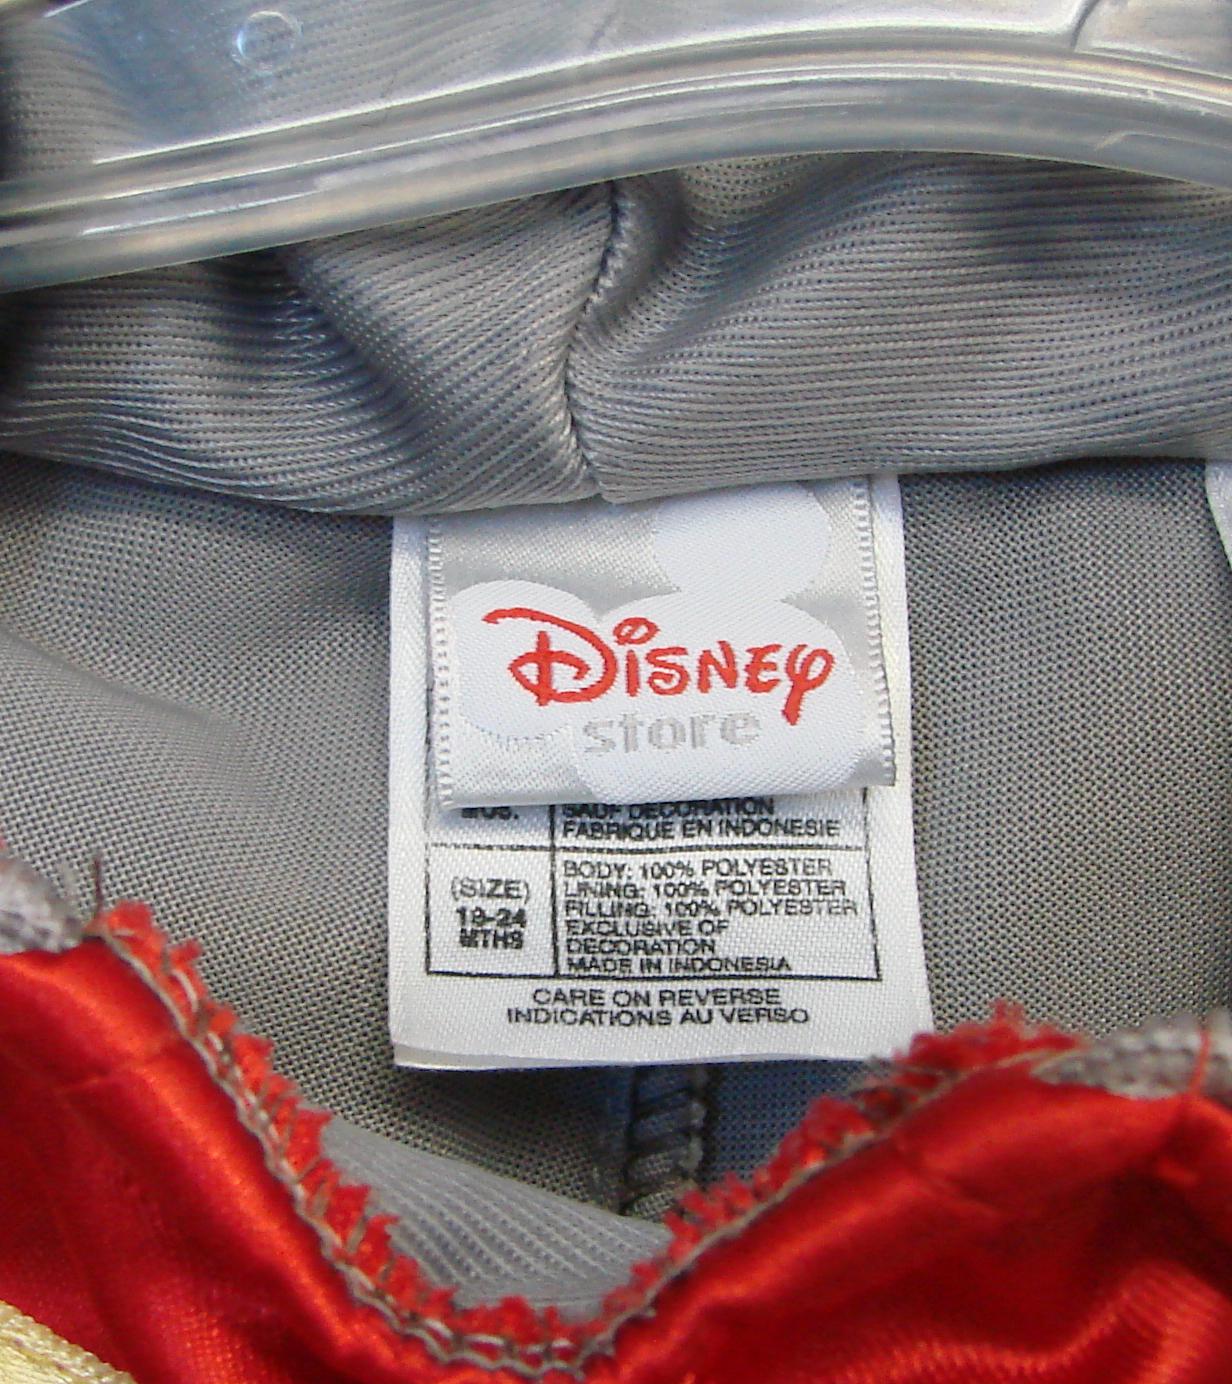 Disney
store
SAUF DECORATION
FABRIQUE EN INDONESIE
(SIZE)
18-24
MTHS
BODY: 100% POLYESTER
LINING: 100% POLYESTER
FILLING: 100% POLYESTER
EXCLUSIVE OF
DECORATION
MADE IN INDONESIA
CARE ON REVERSE
INDICATIONS AU VERSO